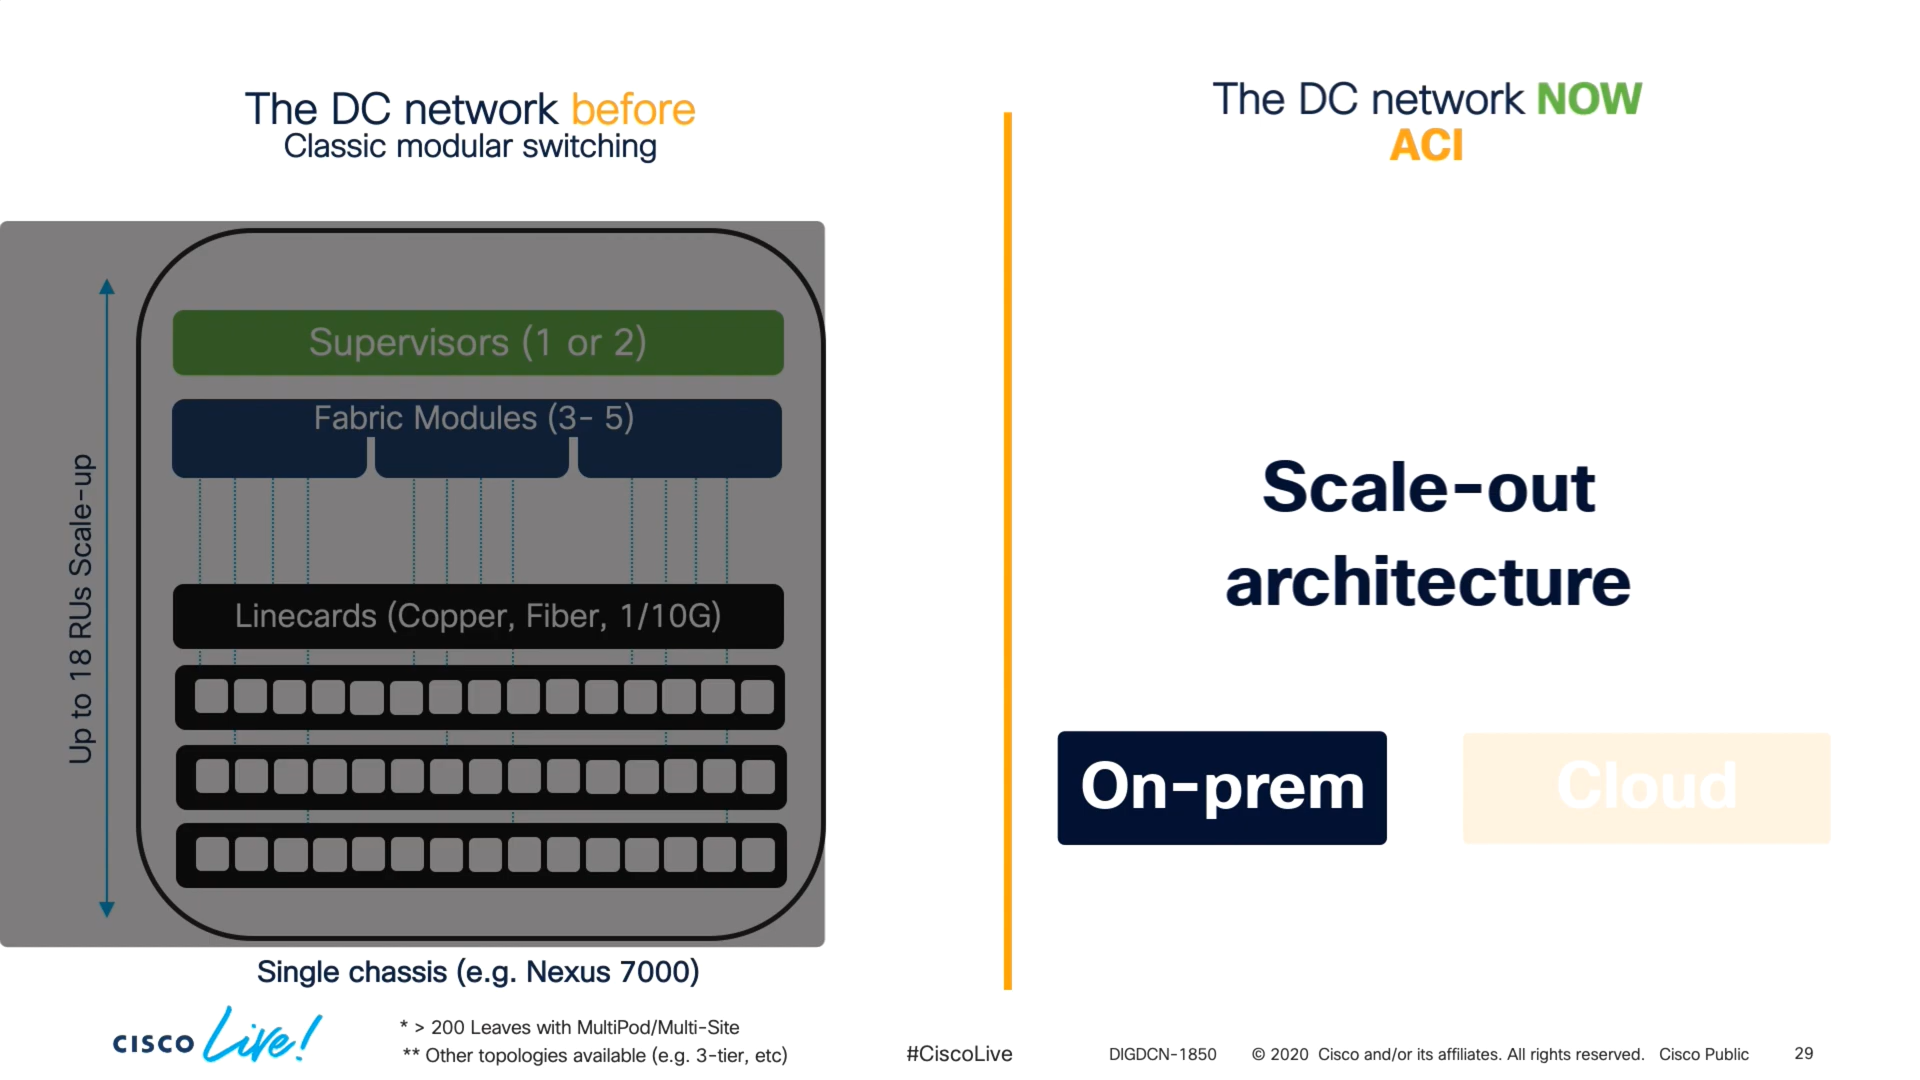 The DC network before
Classic modular switching
Up to 18 RUs Scale-up
Supervisors (1 or 2)
Fabric Modules (3- 5)
Linecards (Copper, Fiber, 1/10G)
Single chassis (e.g. Nexus 7000)
The DC network NOW
ACI
Scale-out
architecture
On-prem
Cloud
CISCO Live!
* > 200 Leaves with MultiPod/Multi-Site
** Other topologies available (e.g. 3-tier, etc)
#CiscoLive
DIGDCN-1850
© 2020 Cisco and/or its affiliates. All rights reserved. Cisco Public
29